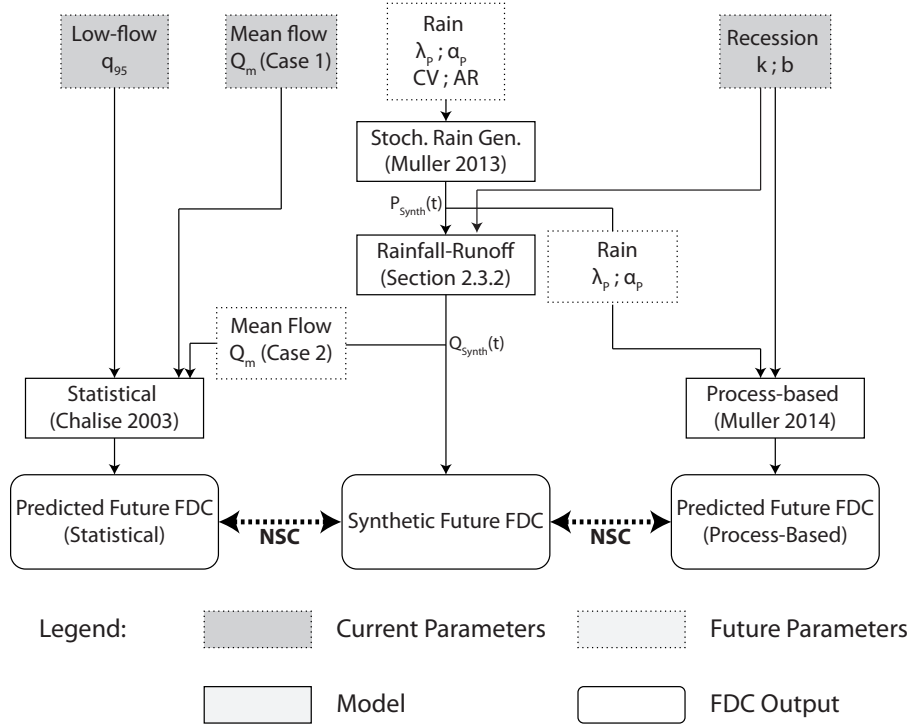 Low-flow
q95
Mean flow
Qm (Case 1)
Rain
λP ; αP
CV ; AR
Recession
k ; b
Stoch. Rain Gen.
(Muller 2013)
PSynth(t)
Rainfall-Runoff
(Section 2.3.2)
Rain
λP ; αP
Mean Flow
Qm (Case 2)
QSynth(t)
Statistical
(Chalise 2003)
Process-based
(Muller 2014)
Predicted Future FDC
(Statistical)
NSC
Synthetic Future FDC
NSC
Predicted Future FDC
(Process-Based)
Legend:
Current Parameters
Future Parameters
Model
FDC Output